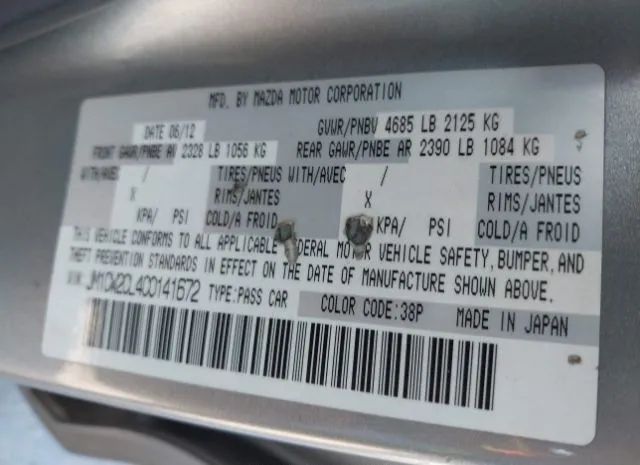 MFD. BY MAZDA MOTOR CORPORATION
DATE 06/12 GVWR/PNBV 4685 LB 2125 KG
FRONT GAWR/PNBE AV 2328 LB 1056 KG REAR GAWR/PNBE AR 2390 LB 1084 KG
WITH/AVEC / TIRES/PNEUS WITH/AVEC / TIRES/PNEUS
X RIMS/JANTES X RIMS/JANTES
KPA/ PSI COLD/A FROID KPA/ PSI COLD/A FROID
THIS VEHICLE CONFORMS TO ALL APPLICABLE FEDERAL MOTOR VEHICLE SAFETY, BUMPER, AND
THEFT PREVENTION STANDARDS IN EFFECT ON THE DATE OF MANUFACTURE SHOWN ABOVE.
VIN: JM1CW2CL4C0141672 TYPE:PASS CAR COLOR CODE:38P MADE IN JAPAN